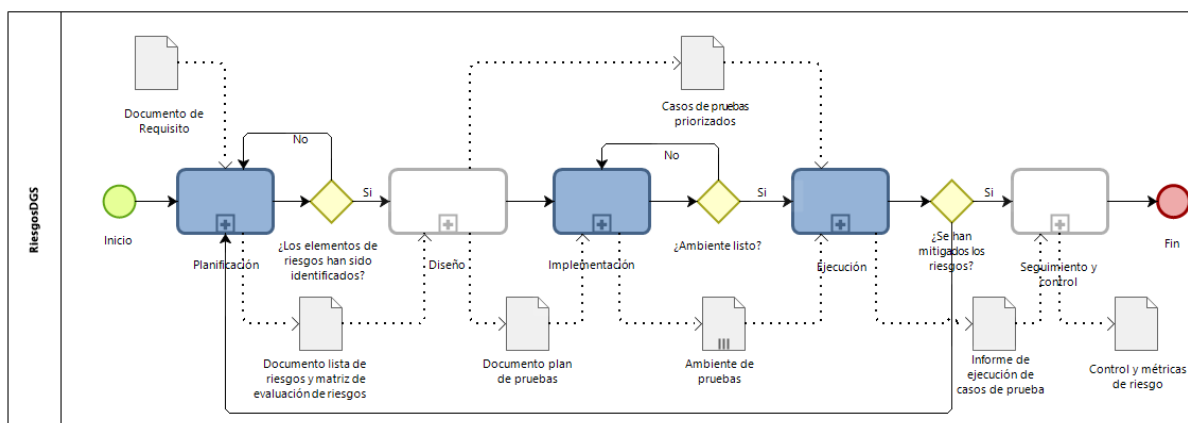 RiesgosDGS
Documento de
Requisito
Casos de pruebas
priorizados
No
No
Si
Si
Si
Inicio
Planificación
¿Los elementos de
riesgos han sido
identificados?
Diseño
Implementación
¿Ambiente listo?
Ejecución
¿Se han
mitigados los
riesgos?
Seguimiento y
control
Fin
Documento lista de
riesgos y matriz de
evaluación de riesgos
Documento plan
de pruebas
Ambiente de
pruebas
Informe de
ejecución de
casos de prueba
Control y métricas
de riesgo